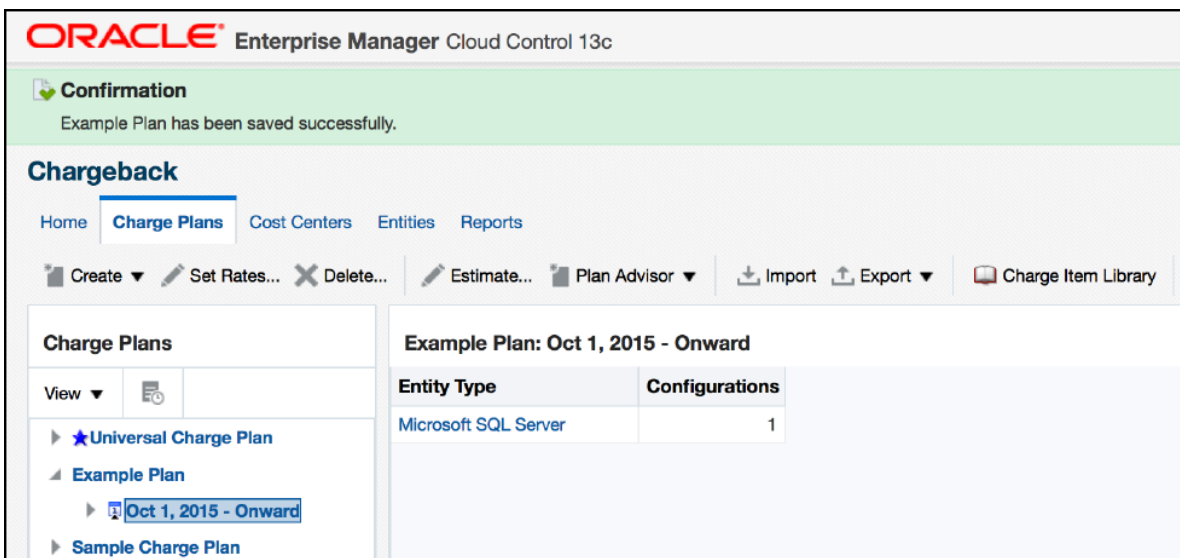 ORACLE Enterprise Manager Cloud Control 13c
Confirmation
Example Plan has been saved successfully.
Chargeback
Home Charge Plans Cost Centers Entities Reports
Create Set Rates... Delete... Estimate... Plan Advisor Import Export Charge Item Library
Charge Plans
View
Universal Charge Plan
Example Plan
Oct 1, 2015 - Onward
Sample Charge Plan
Example Plan: Oct 1, 2015 - Onward
Entity Type Configurations
Microsoft SQL Server 1